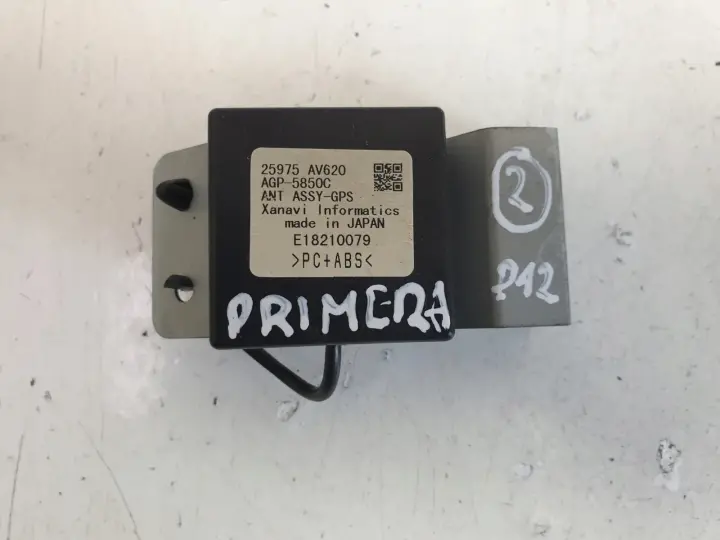 25975 AV620
AGP-5850C
ANT ASSY-GPS
Xanavi Informatics
made in JAPAN
E18210079
>PC+ABS<
PRIMERA
2
P12